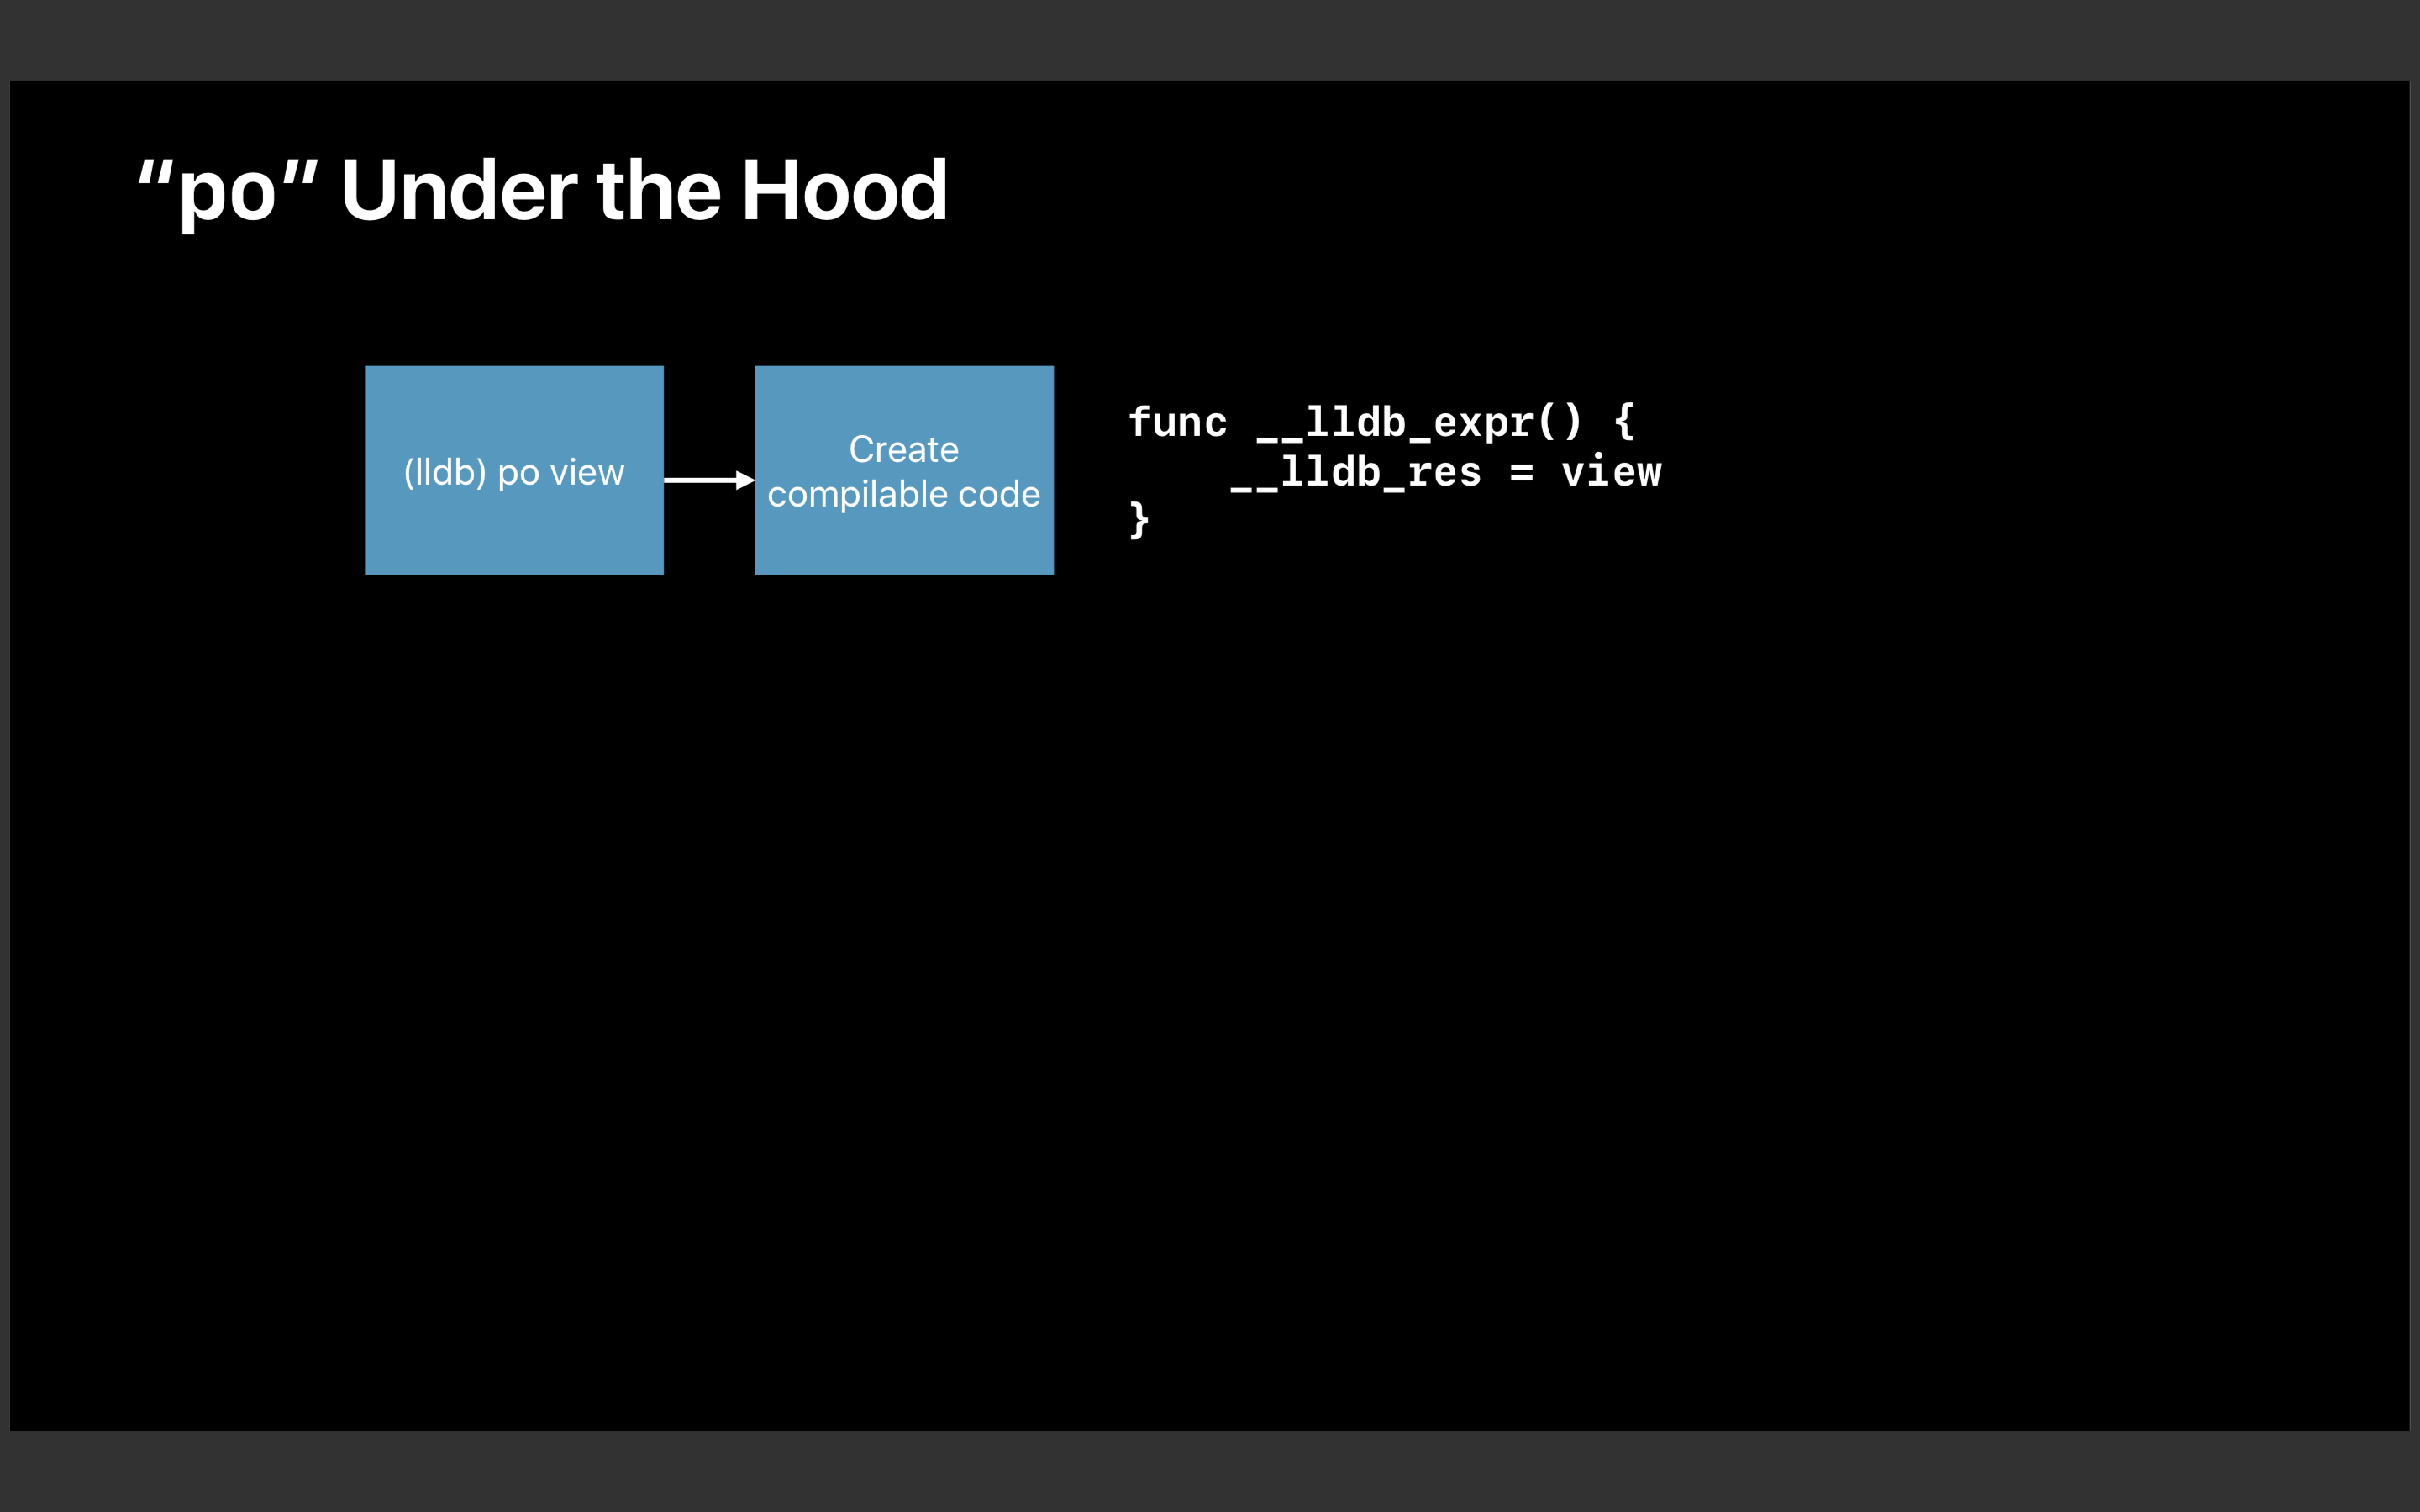 “po” Under the Hood
(lldb) po view
Create
compilable code
func __lldb_expr() {
    __lldb_res = view
}